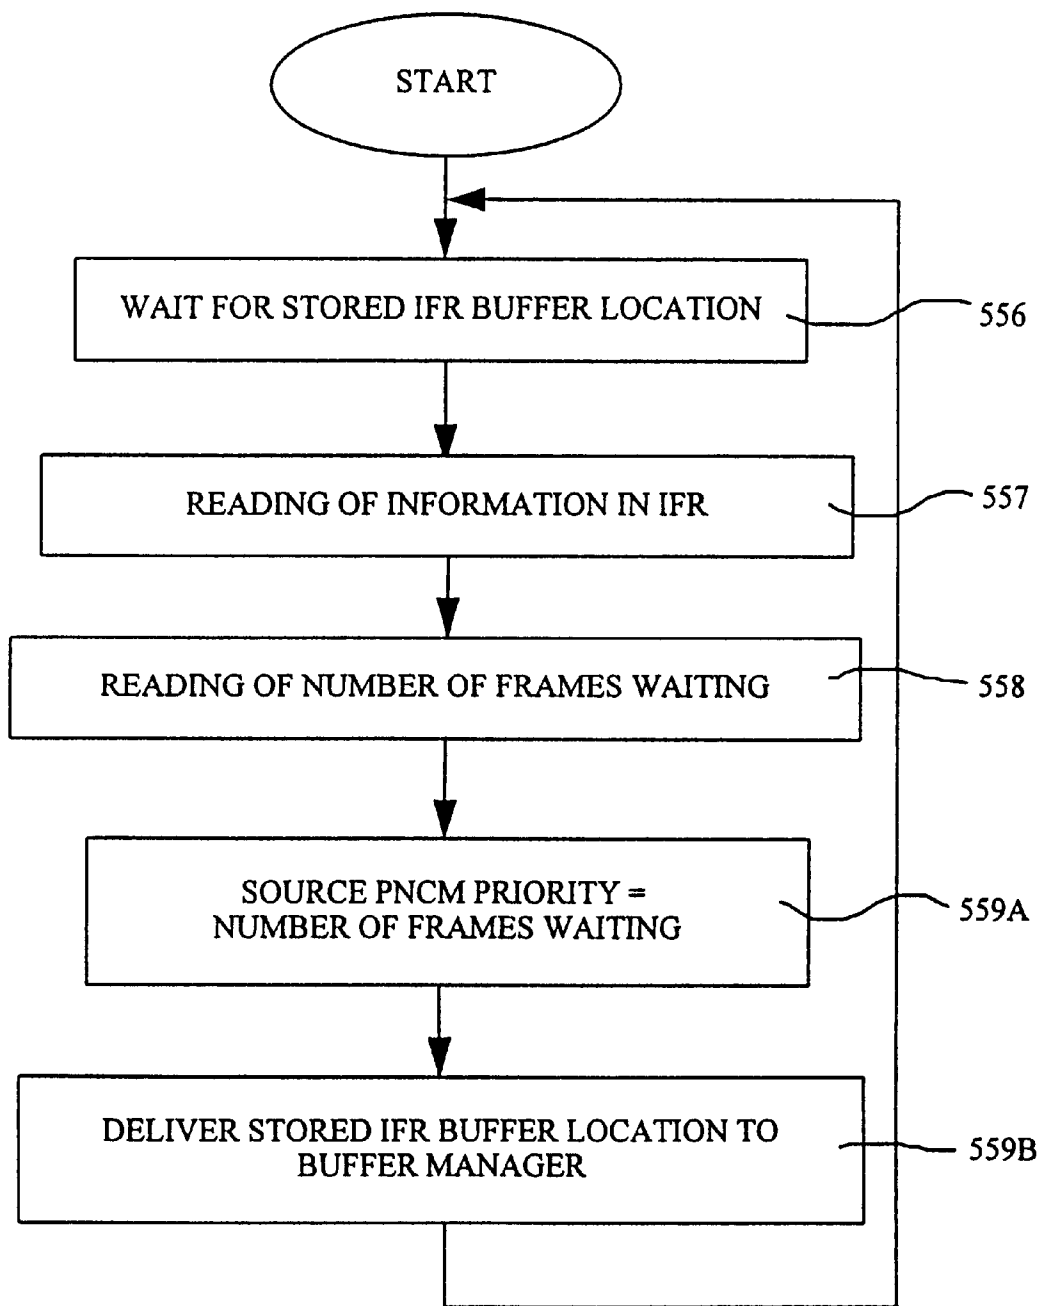 START
WAIT FOR STORED IFR BUFFER LOCATION
556
READING OF INFORMATION IN IFR
557
READING OF NUMBER OF FRAMES WAITING
558
SOURCE PNCM PRIORITY =
NUMBER OF FRAMES WAITING
559A
DELIVER STORED IFR BUFFER LOCATION TO
BUFFER MANAGER
559B